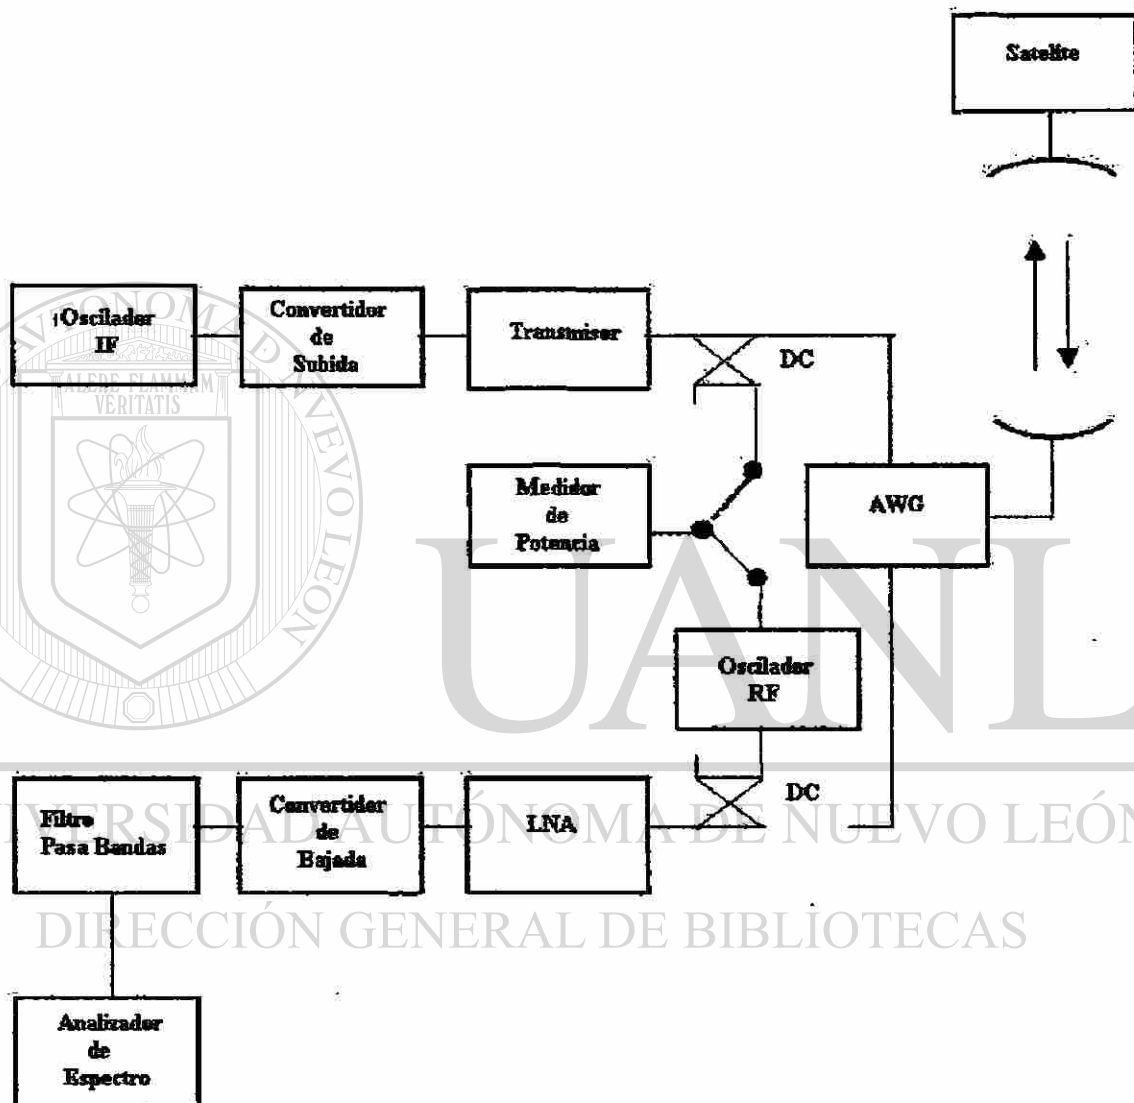 Satelite
Oscilador
IF
Convertidor
de
Subida
Transmisor
DC
Medidor
de
Potencia
AWG
Oscilador
RF
DC
Filtro
Pasa Bandas
Convertidor
de
Bajada
LNA
Analizador
de
Espectro
ALERE FLAMMAM
VERITATIS
UANL
UNIVERSIDAD AUTÓNOMA DE NUEVO LEÓN
DIRECCIÓN GENERAL DE BIBLIOTECAS